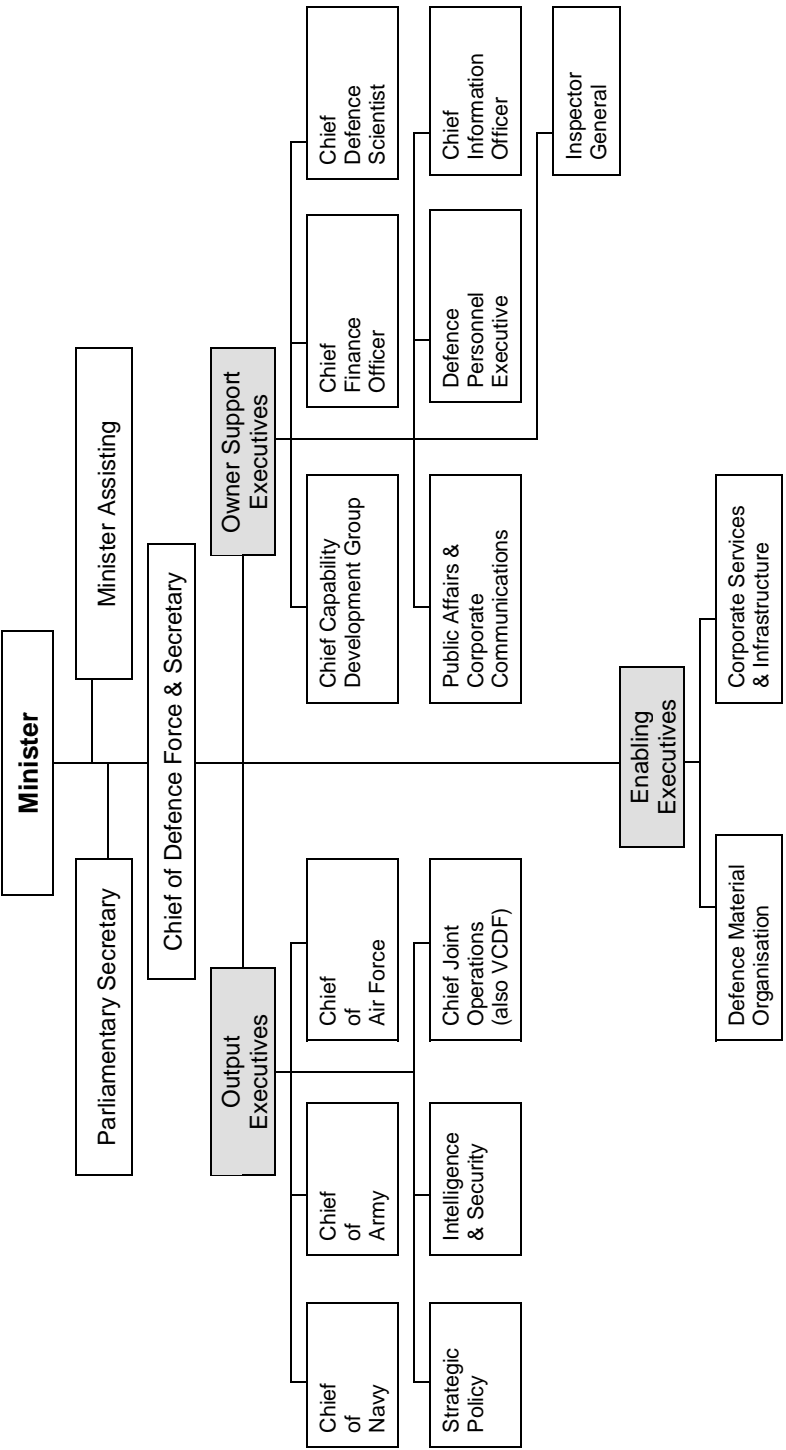 Minister
Parliamentary Secretary
Minister Assisting
Chief of Defence Force & Secretary
Output
Executives
Owner Support
Executives
Chief
of
Navy
Chief
of
Army
Chief
of
Air Force
Chief Capability
Development Group
Chief
Finance
Officer
Chief
Defence
Scientist
Strategic
Policy
Intelligence
& Security
Chief Joint
Operations
(also VCDF)
Public Affairs &
Corporate
Communications
Defence
Personnel
Executive
Chief
Information
Officer
Inspector
General
Enabling
Executives
Defence Material
Organisation
Corporate Services
& Infrastructure